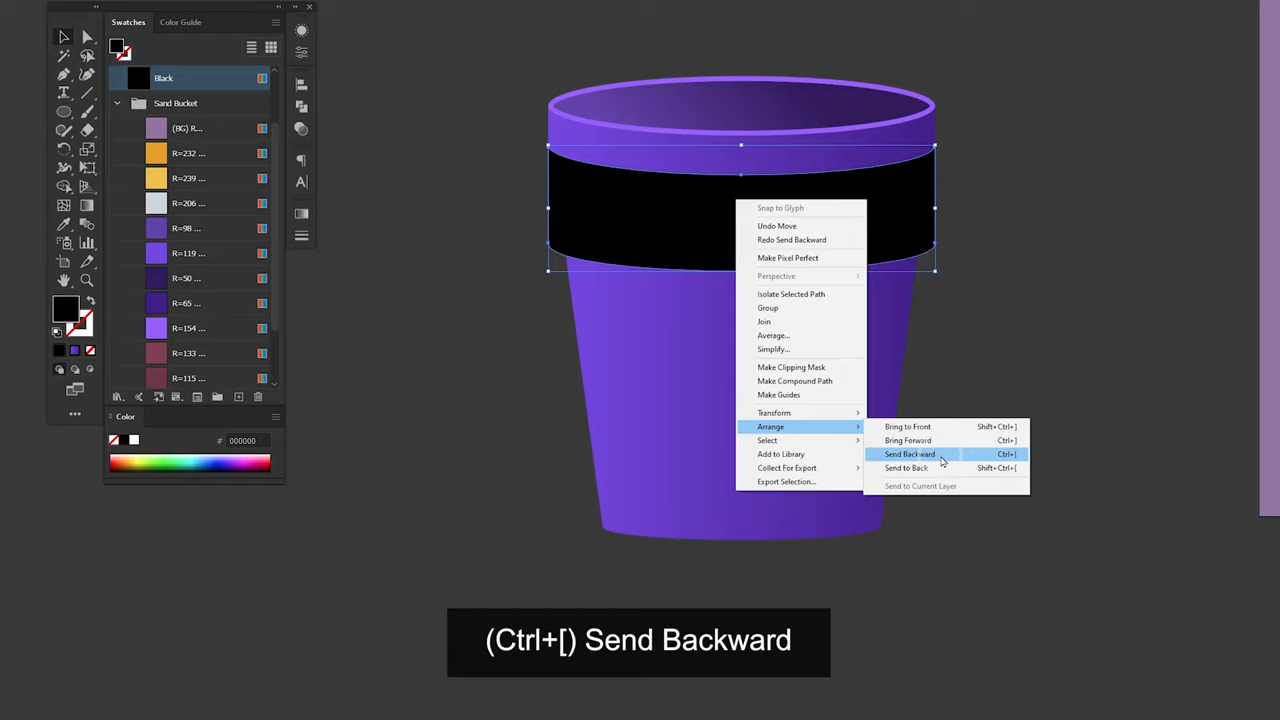 Swatches Color Guide
Black
Sand Bucket
(BG) R...
R=232 ...
R=239 ...
R=206 ...
R=98 ...
R=119 ...
R=50 ...
R=65 ...
R=154 ...
R=133 ...
R=115 ...
Color
# 000000
Snap to Glyph
Undo Move
Redo Send Backward
Make Pixel Perfect
Perspective
Isolate Selected Path
Group
Join
Average...
Simplify...
Make Clipping Mask
Make Compound Path
Make Guides
Transform
Arrange
Select
Add to Library
Collect For Export
Export Selection...
Bring to Front Shift+Ctrl+]
Bring Forward Ctrl+]
Send Backward Ctrl+[
Send to Back Shift+Ctrl+[
Send to Current Layer
(Ctrl+[) Send Backward